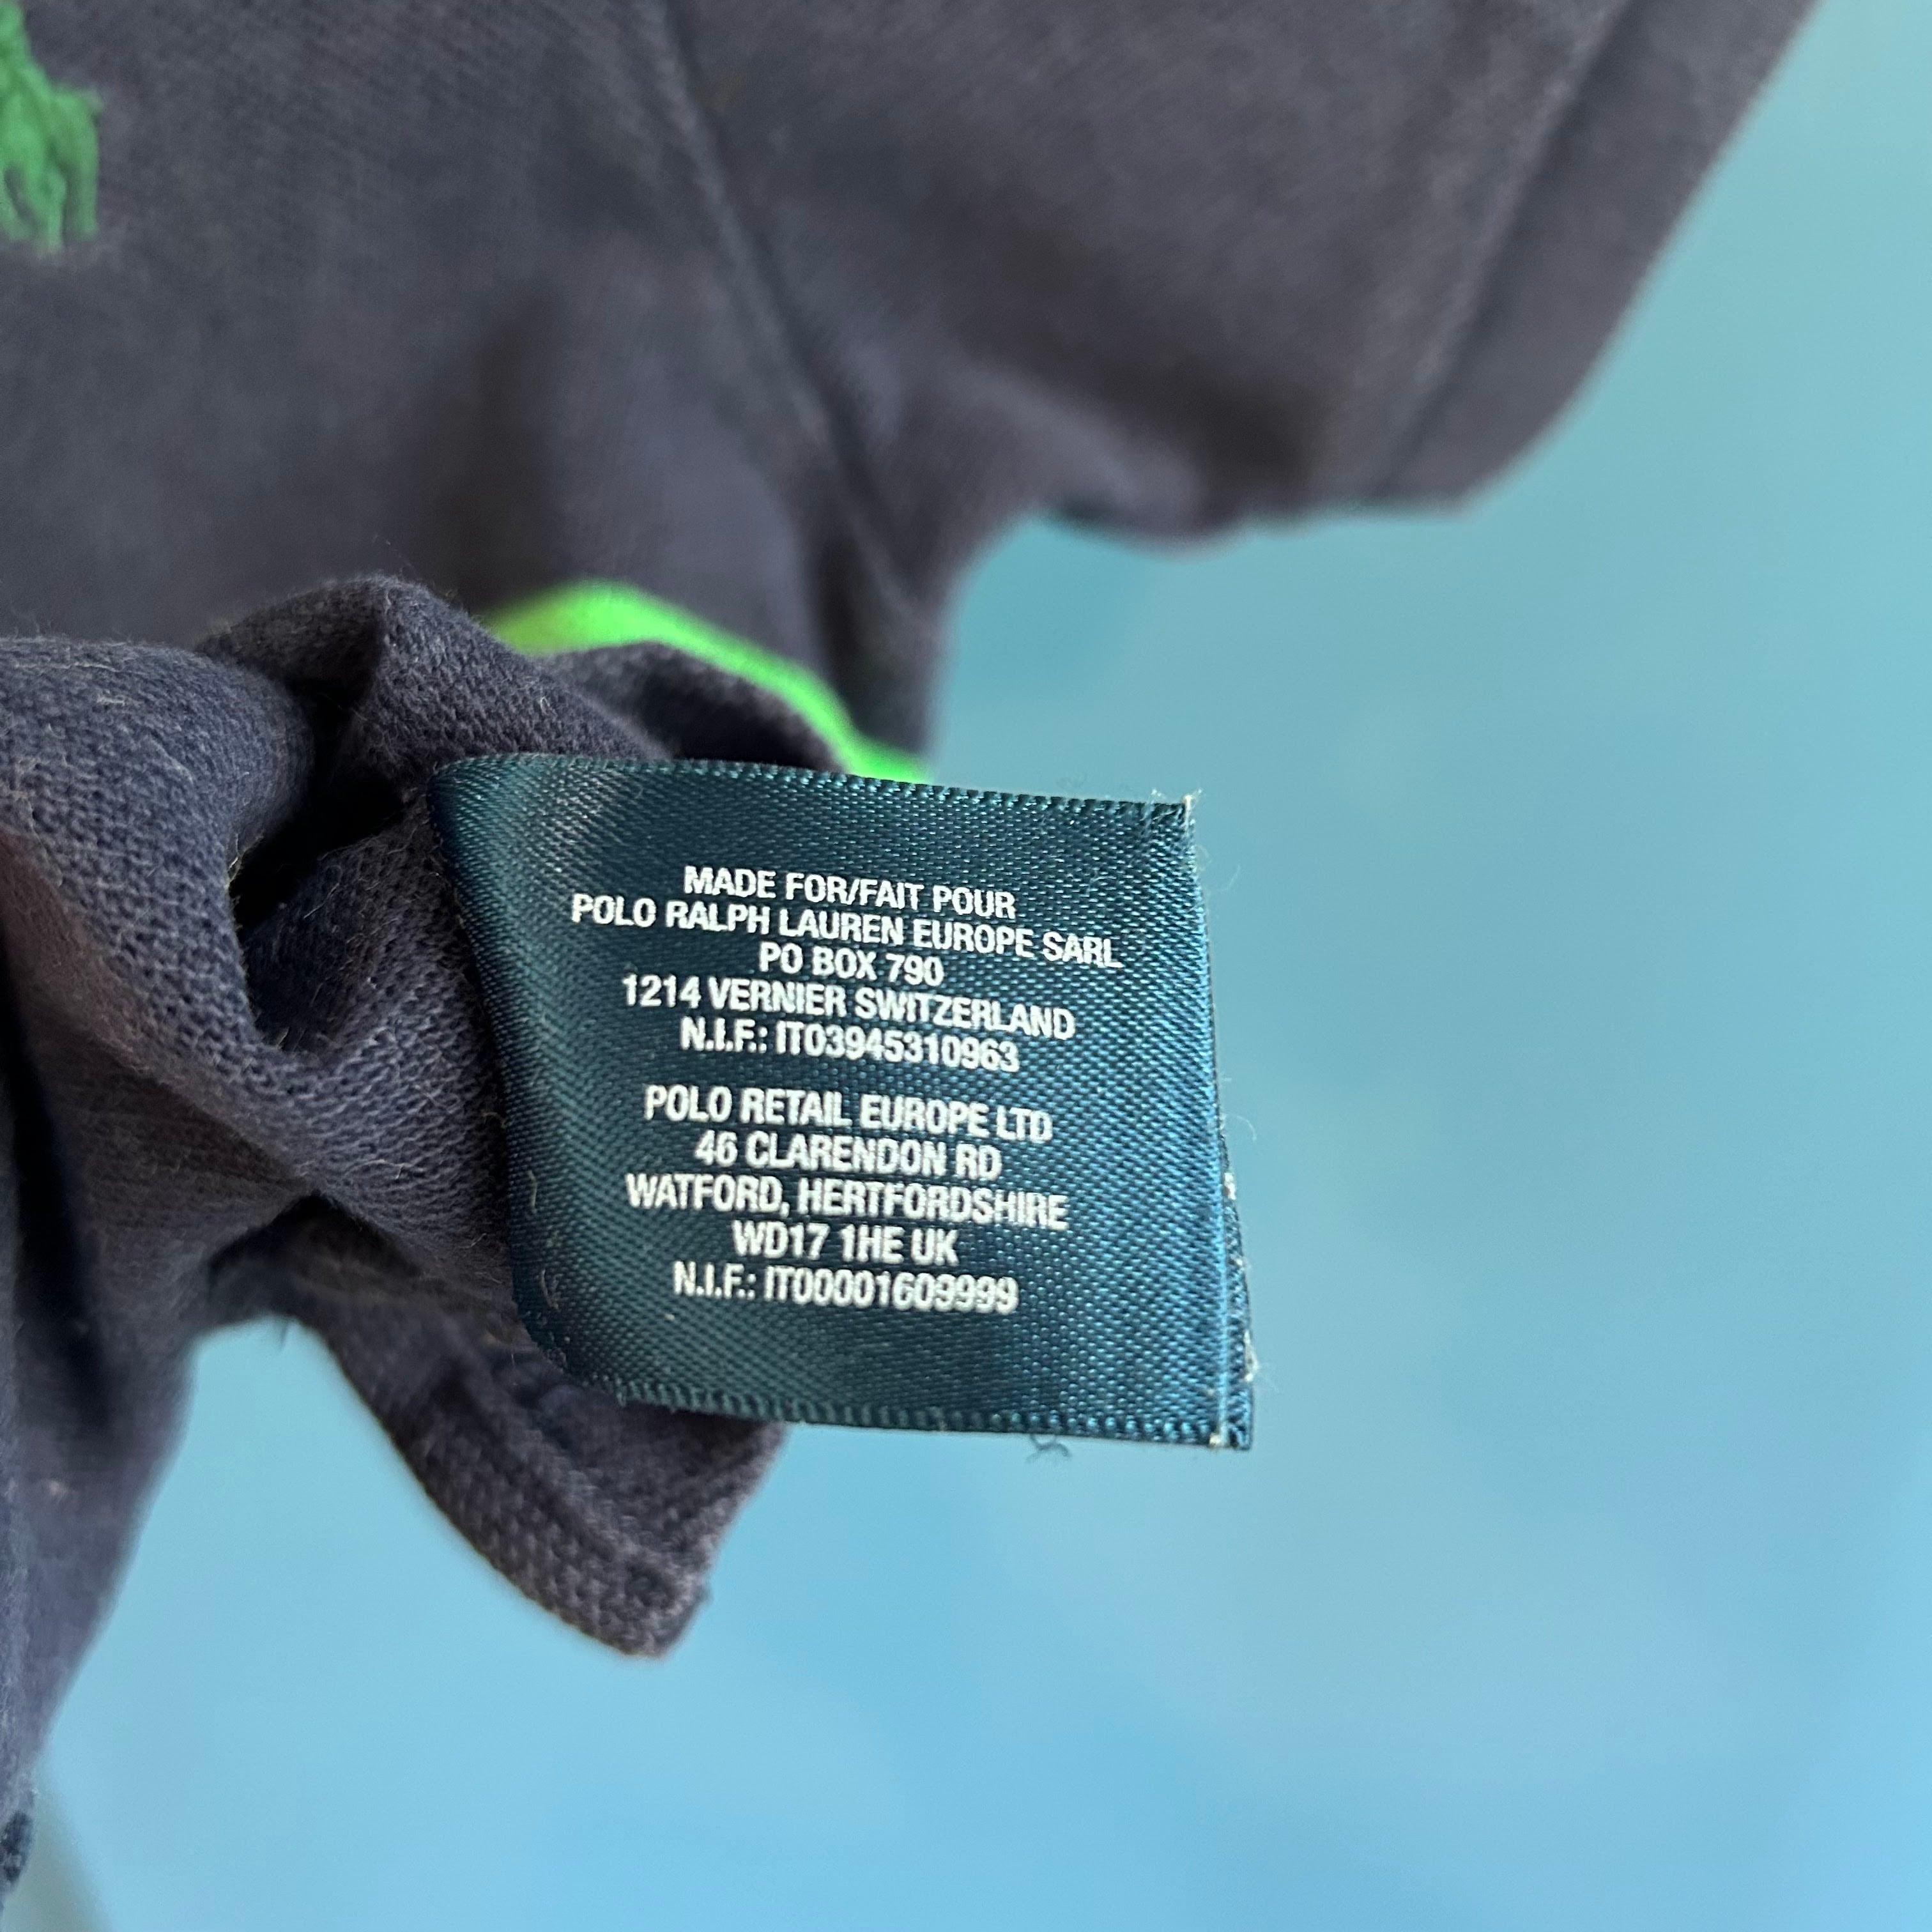 MADE FOR/FAIT POUR
POLO RALPH LAUREN EUROPE SARL
PO BOX 790
1214 VERNIER SWITZERLAND
N.I.F.: IT03945310963
POLO RETAIL EUROPE LTD
46 CLARENDON RD
WATFORD, HERTFORDSHIRE
WD17 1HE UK
N.I.F.: IT00001609999